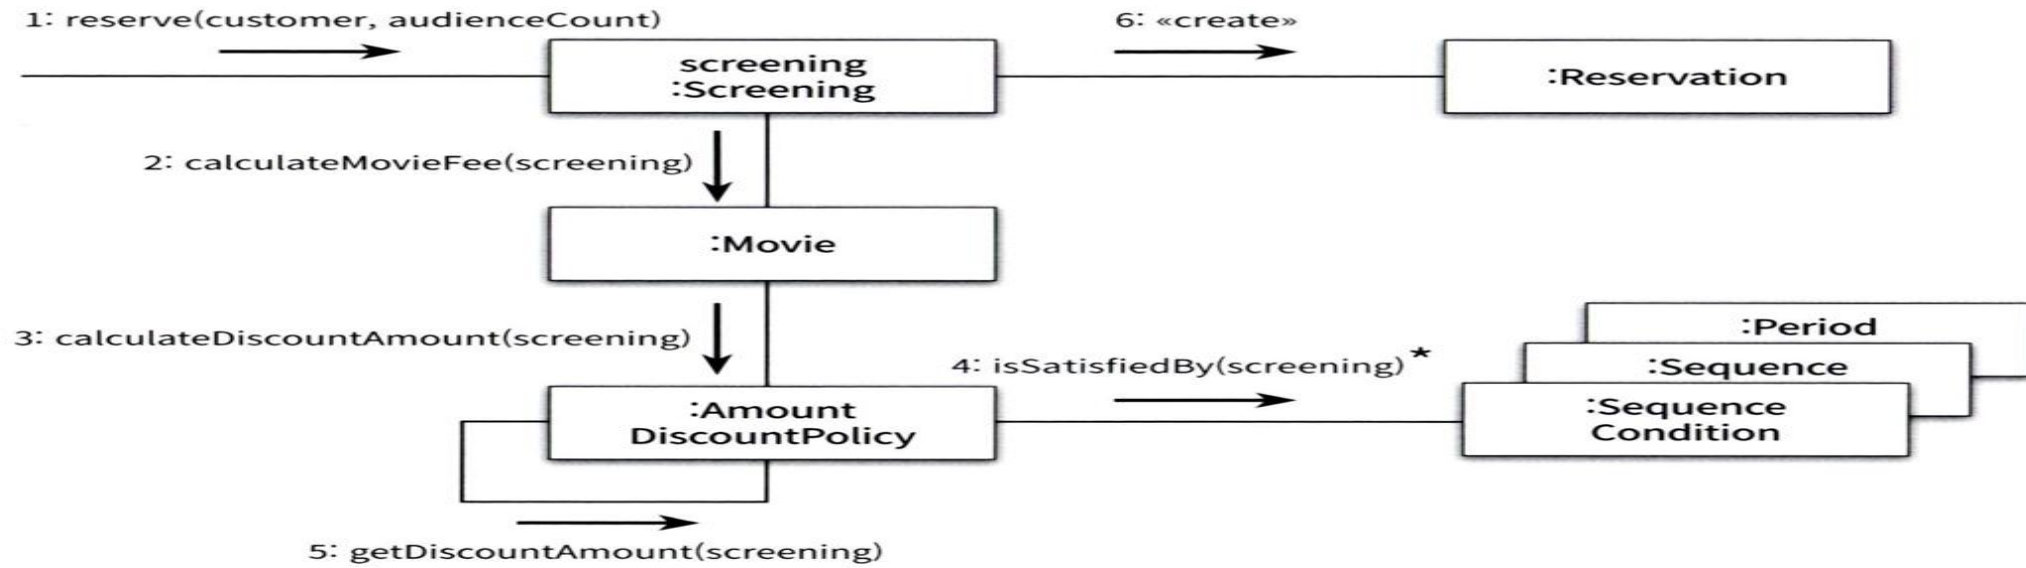 1: reserve(customer, audienceCount)
6: «create»
screening
:Screening
:Reservation
2: calculateMovieFee(screening)
:Movie
3: calculateDiscountAmount(screening)
4: isSatisfiedBy(screening)*
:Period
:Sequence
:Sequence
Condition
:Amount
DiscountPolicy
5: getDiscountAmount(screening)